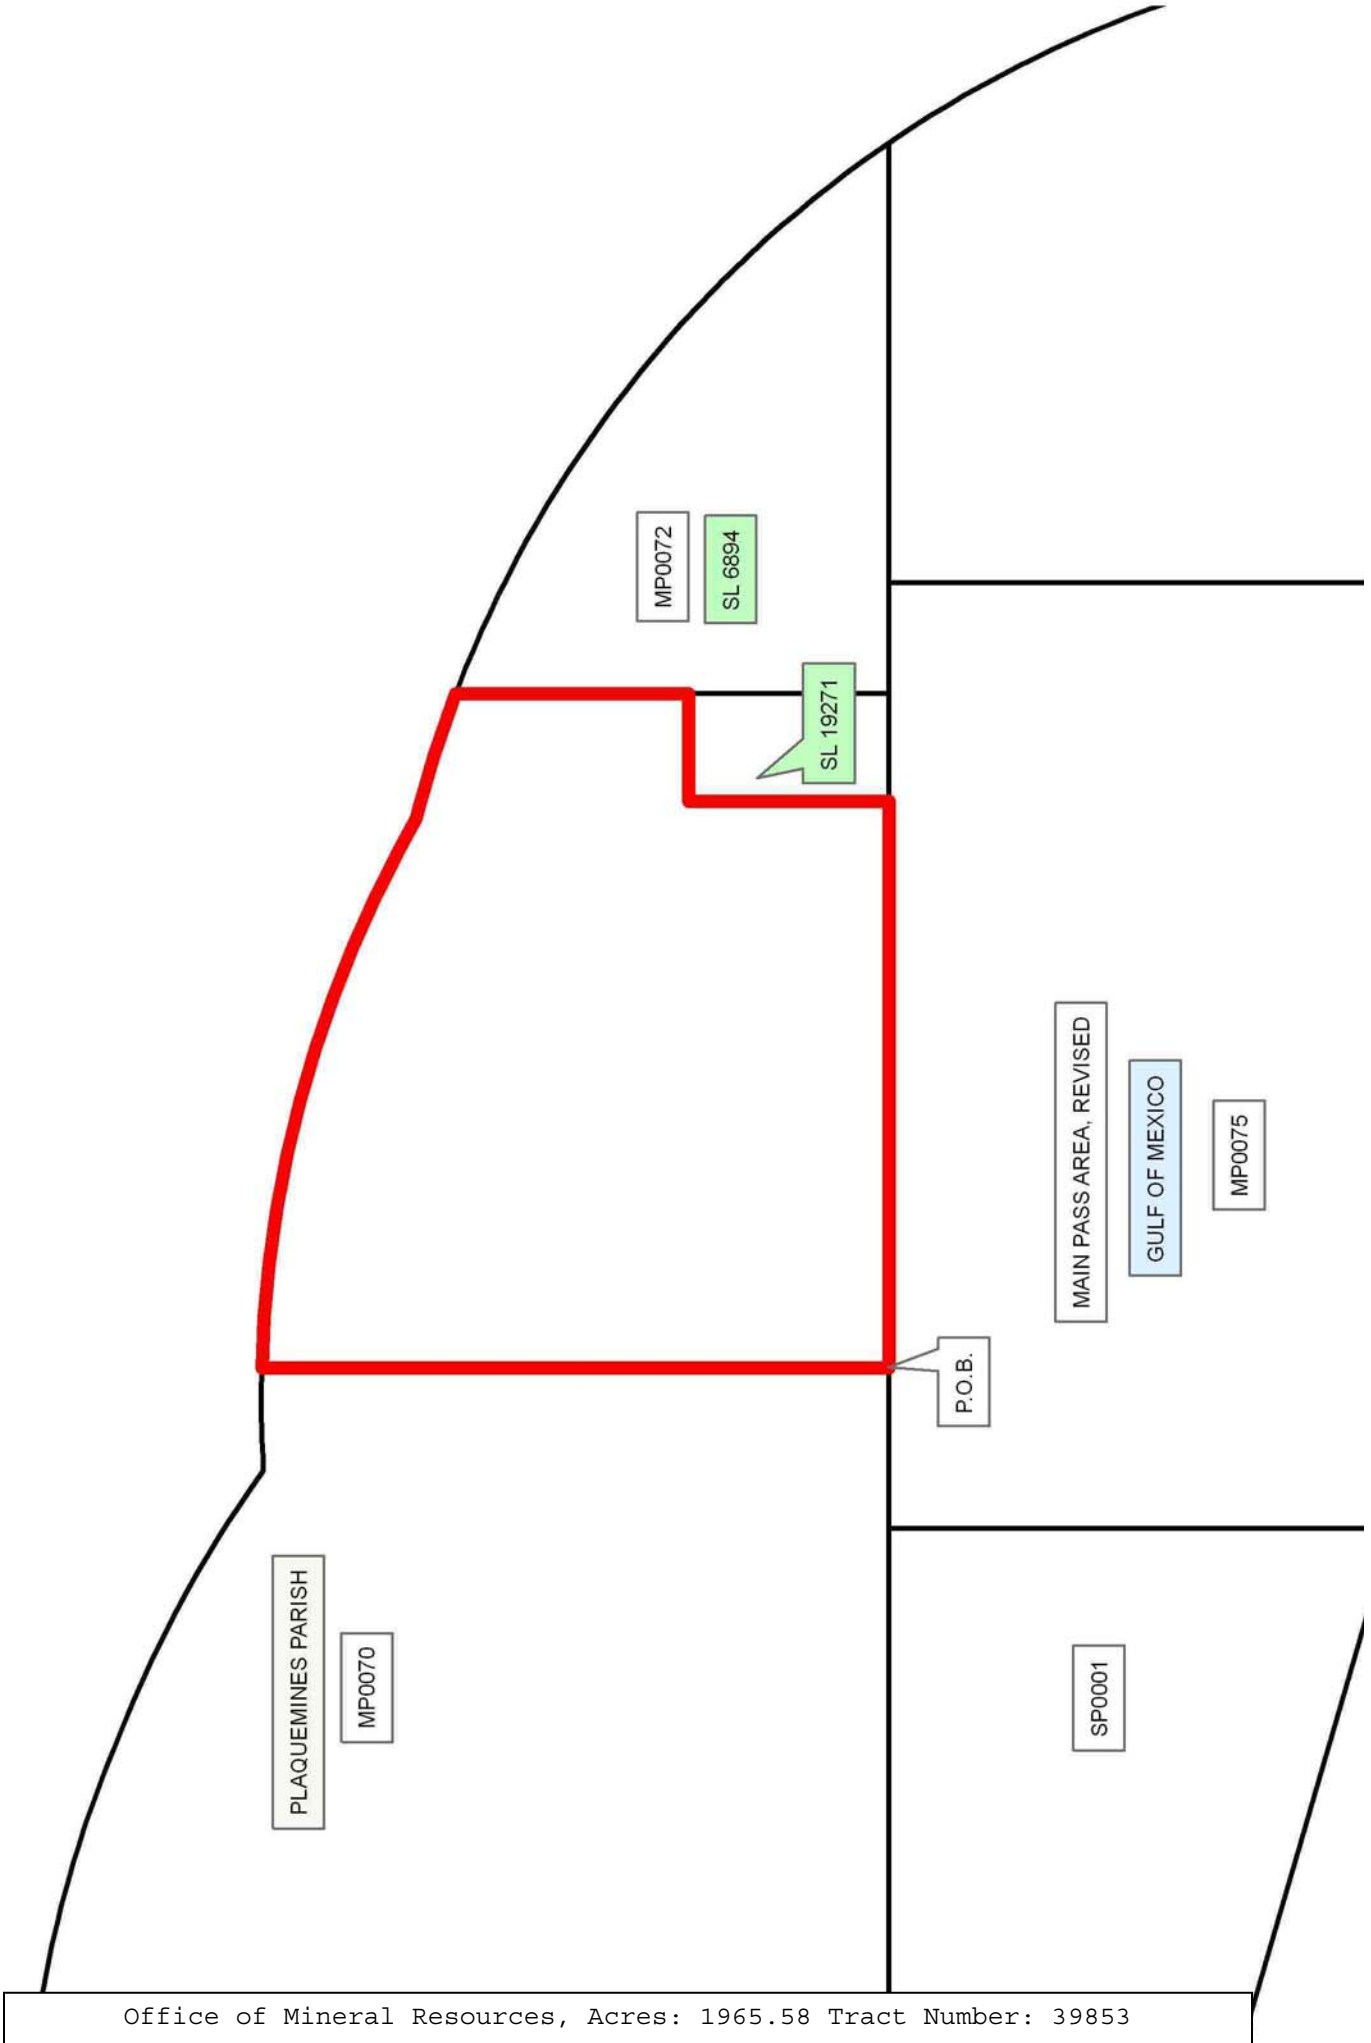 PLAQUEMINES PARISH
MP0070
MP0072
SL 6894
SL 19271
P.O.B.
MAIN PASS AREA, REVISED
GULF OF MEXICO
MP0075
SP0001
Office of Mineral Resources, Acres: 1965.58 Tract Number: 39853